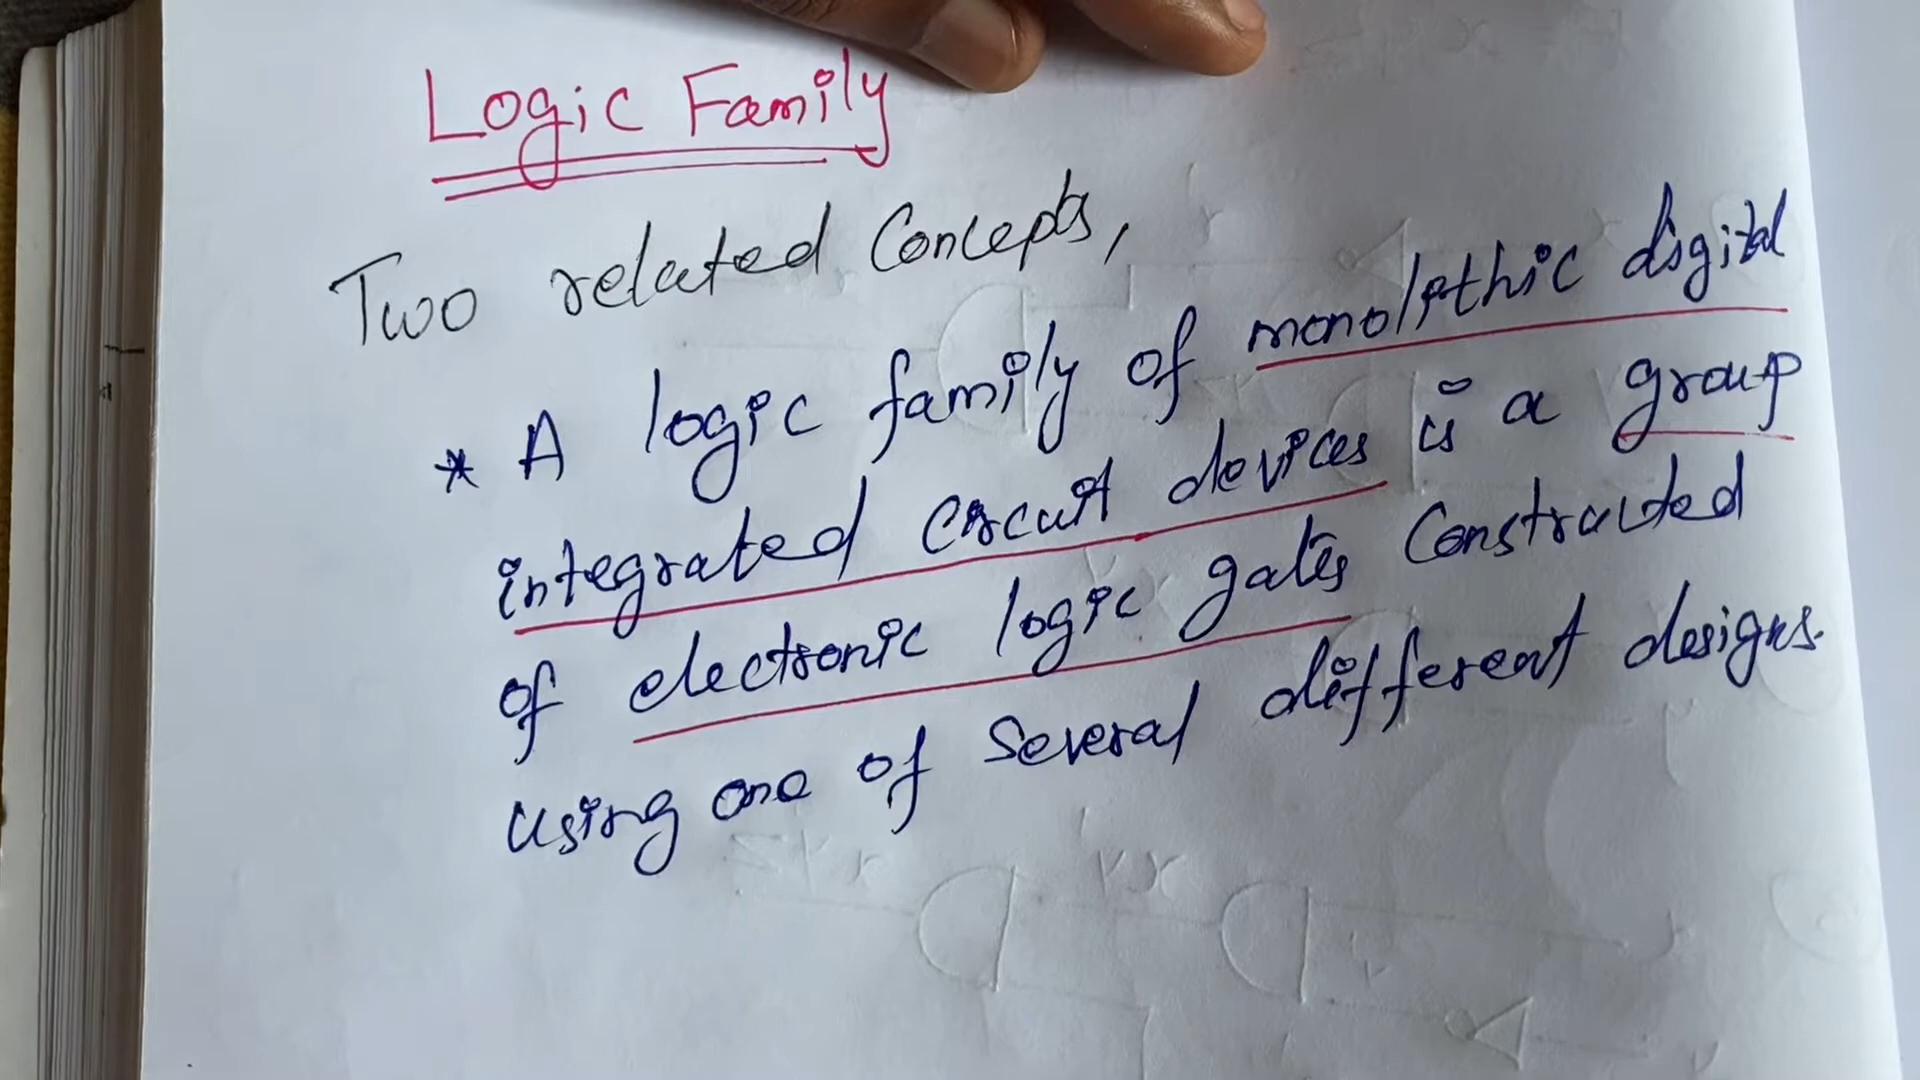 Logic Family
Two related Concepts,
* A logic family of monolithic digital
integrated circuit devices is a group
of electronic logic gates constructed
using one of several different designs.